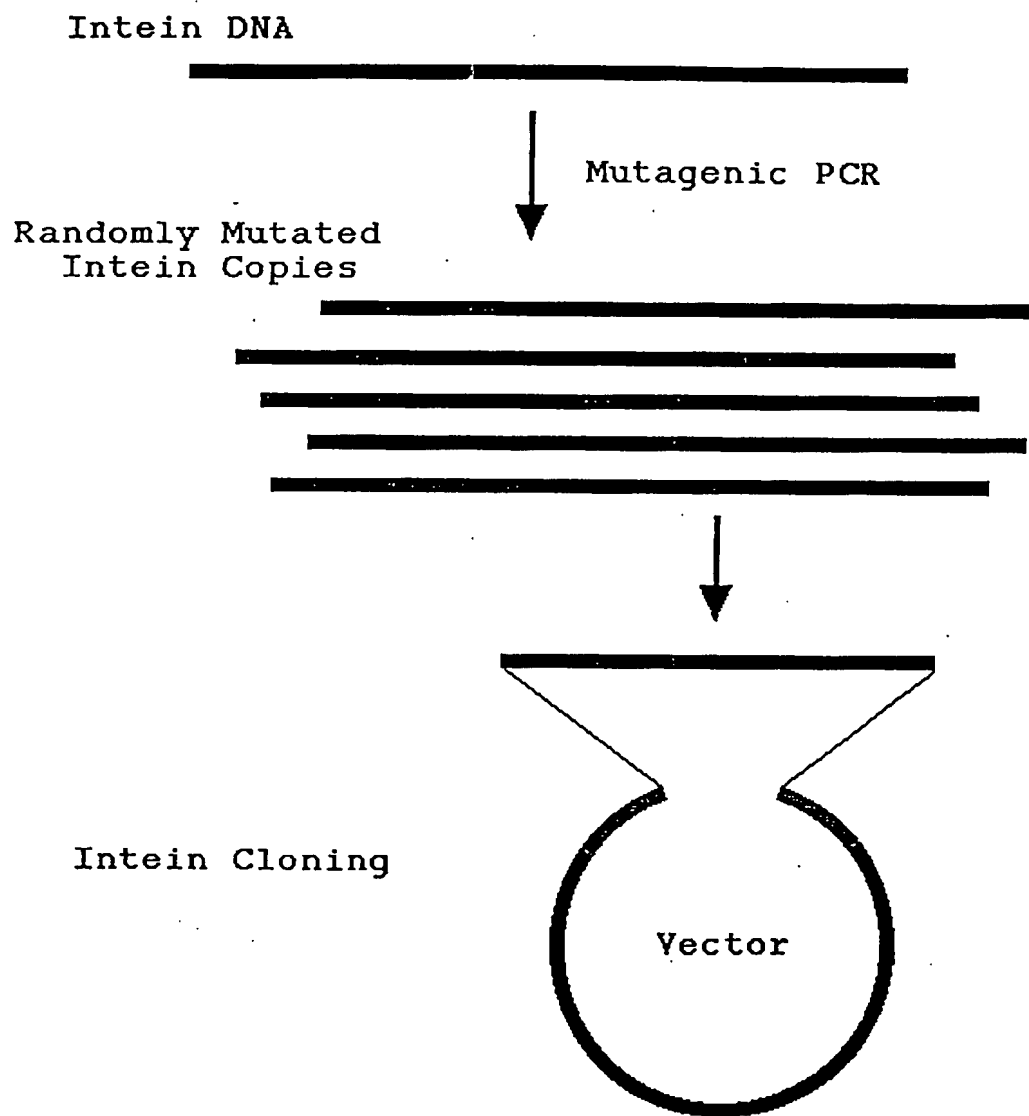 Intein DNA
Mutagenic PCR
Randomly Mutated
Intein Copies
Intein Cloning
Vector